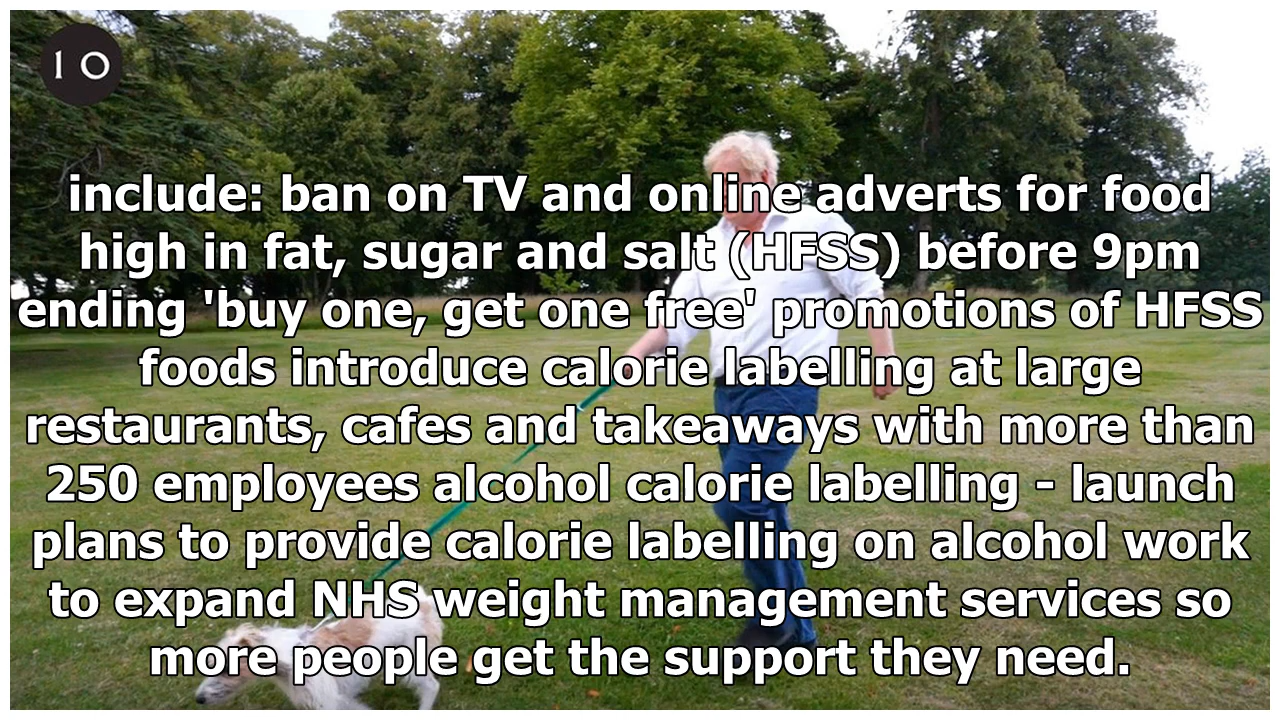 10
include: ban on TV and online adverts for food
high in fat, sugar and salt (HFSS) before 9pm
ending 'buy one, get one free' promotions of HFSS
foods introduce calorie labelling at large
restaurants, cafes and takeaways with more than
250 employees alcohol calorie labelling - launch
plans to provide calorie labelling on alcohol work
to expand NHS weight management services so
more people get the support they need.